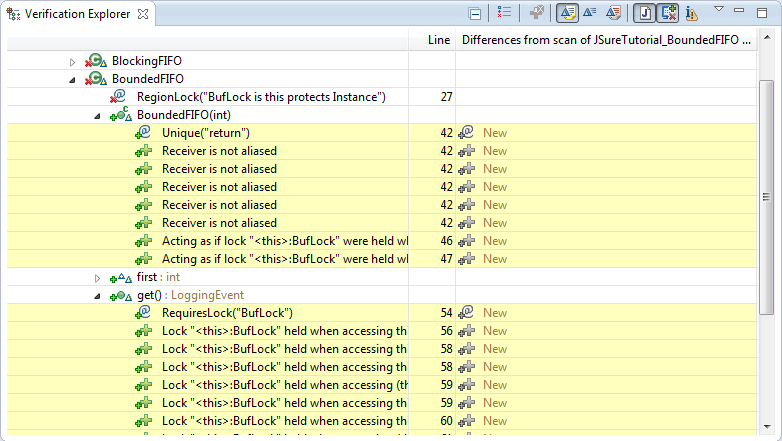 Verification Explorer
Line Differences from scan of JSureTutorial_BoundedFIFO ...
BlockingFIFO
BoundedFIFO
RegionLock("BufLock is this protects Instance") 27
BoundedFIFO(int)
Unique("return") 42 New
Receiver is not aliased 42 New
Receiver is not aliased 42 New
Receiver is not aliased 42 New
Receiver is not aliased 42 New
Receiver is not aliased 42 New
Acting as if lock "<this>:BufLock" were held wh 46 New
Acting as if lock "<this>:BufLock" were held wh 47 New
first : int
get() : LoggingEvent
RequiresLock("BufLock") 54 New
Lock "<this>:BufLock" held when accessing th 56 New
Lock "<this>:BufLock" held when accessing th 58 New
Lock "<this>:BufLock" held when accessing th 58 New
Lock "<this>:BufLock" held when accessing (th 59 New
Lock "<this>:BufLock" held when accessing th 59 New
Lock "<this>:BufLock" held when accessing th 60 New